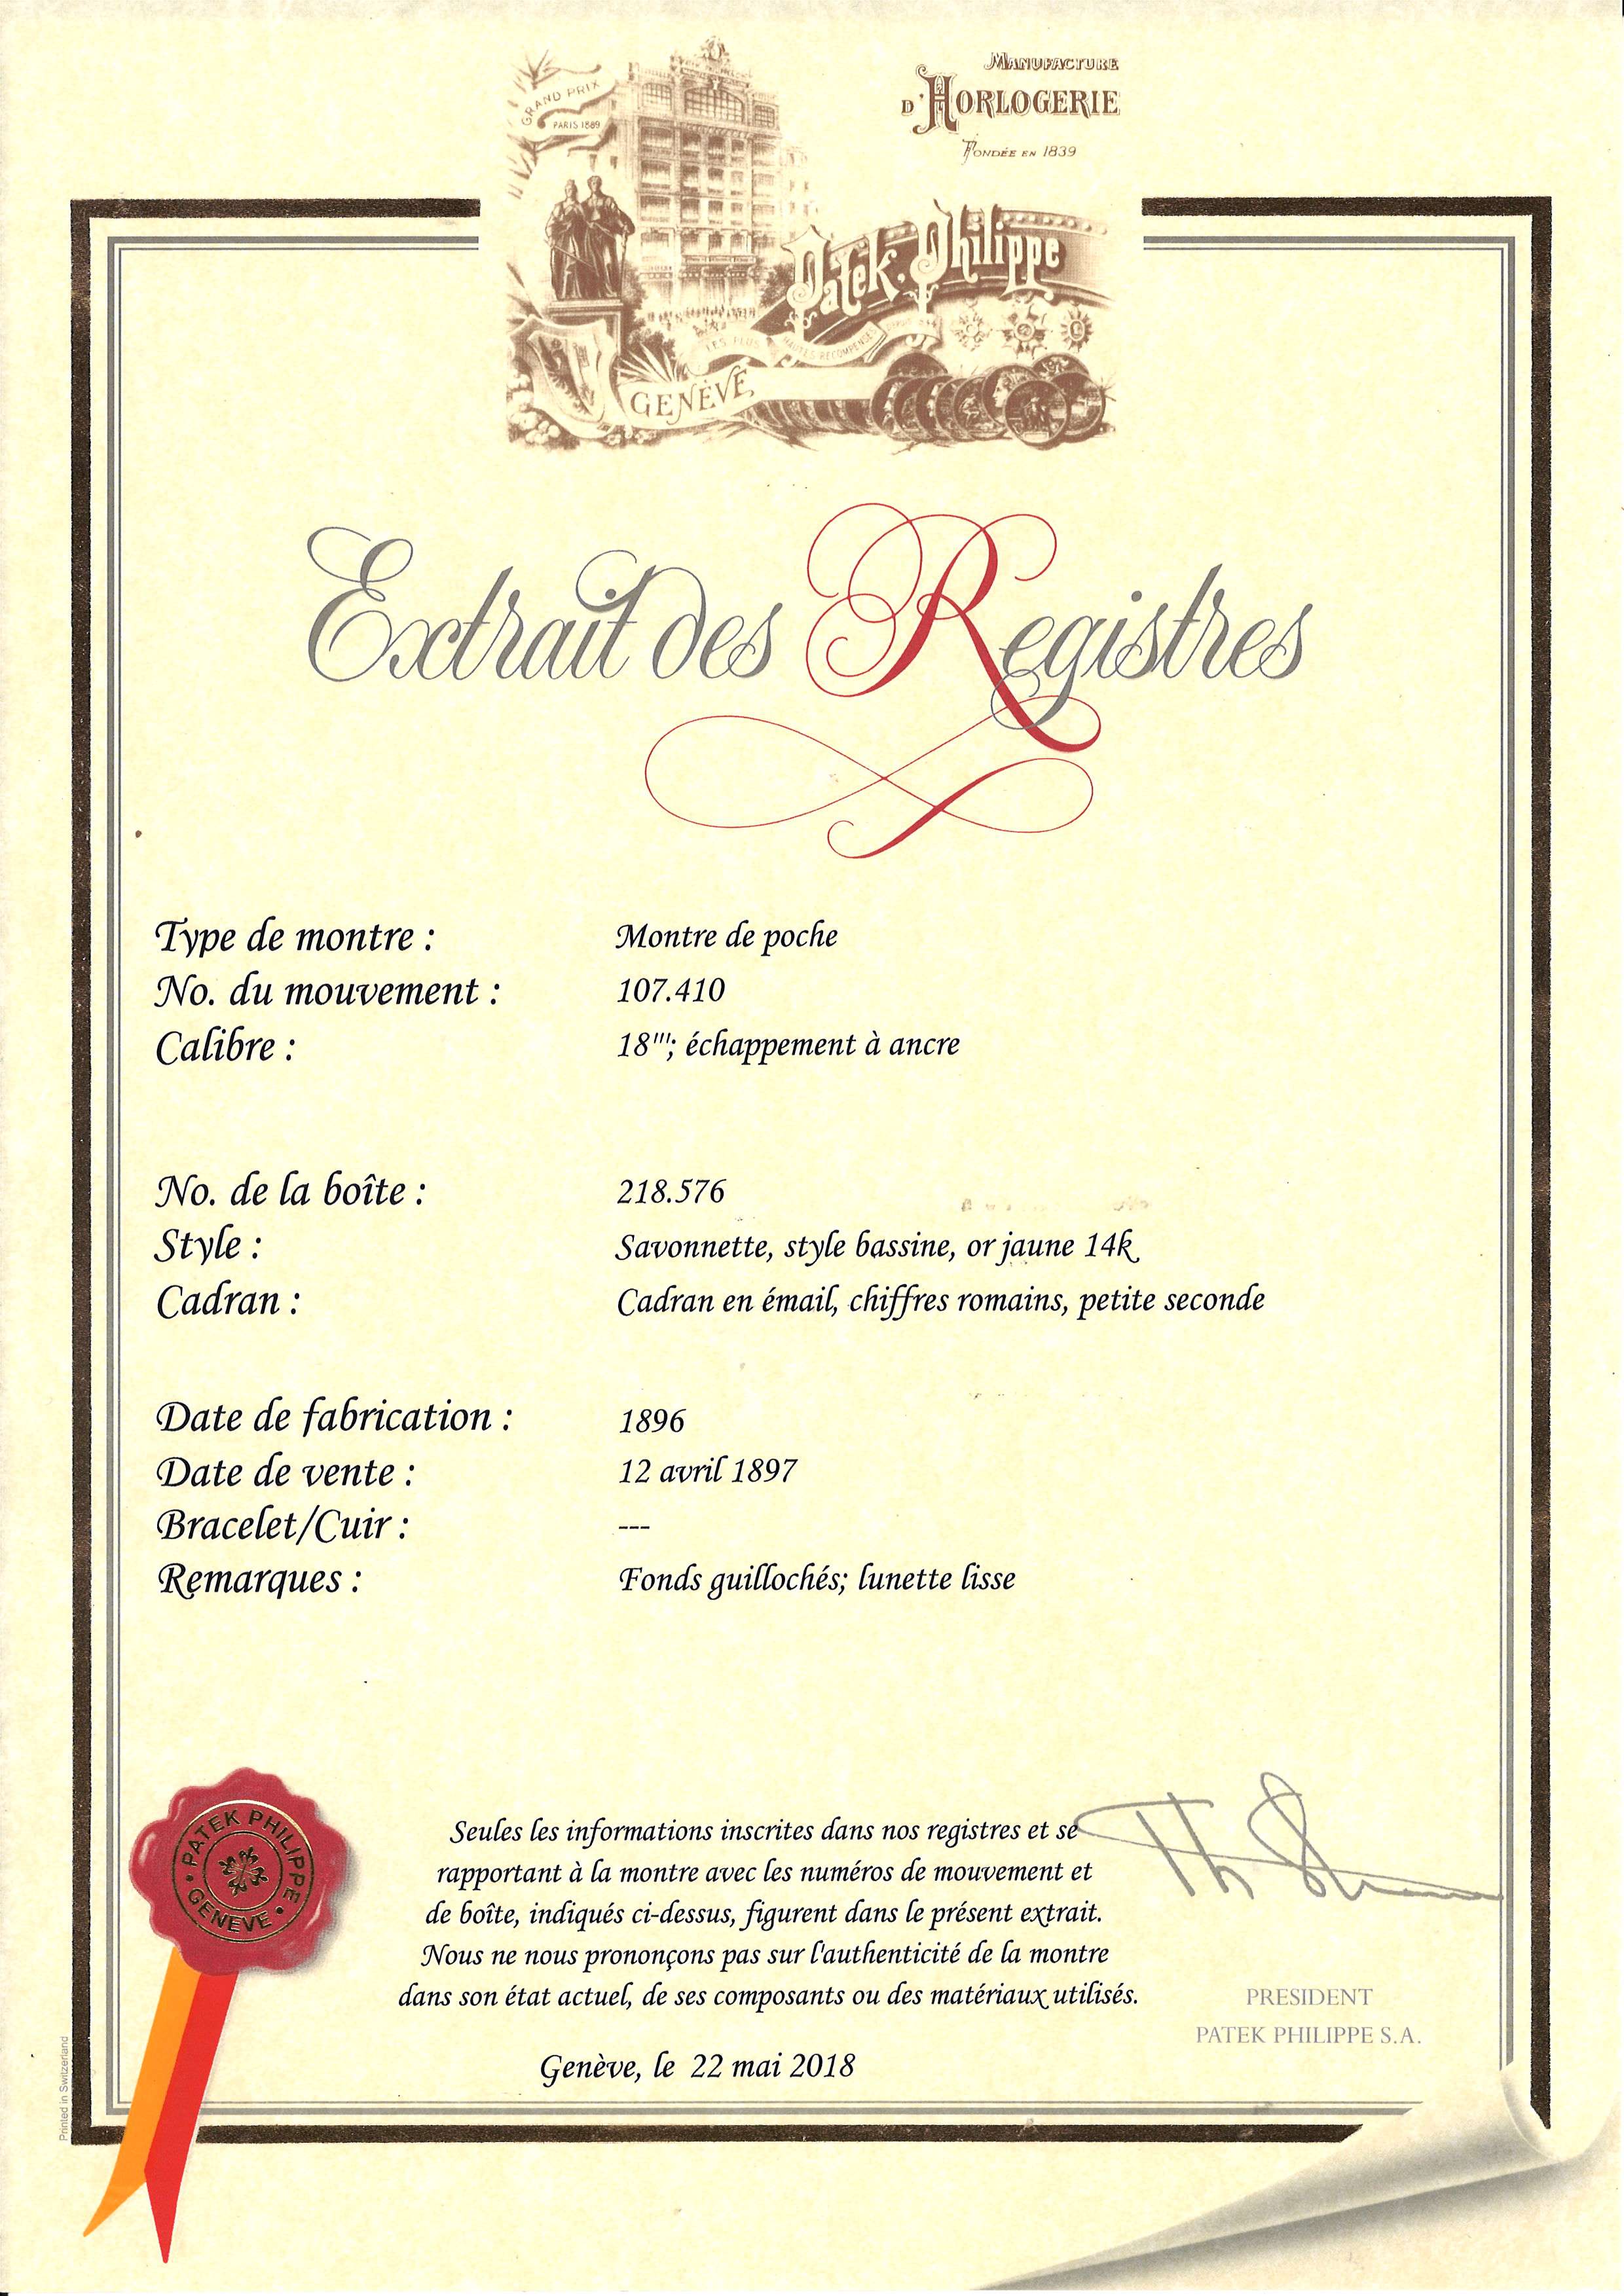 GRAND PRIX
PARIS 1889
MANUFACTURE
D'HORLOGERIE
FONDÉE EN 1839
Patek. Philippe
LES PLUS HAUTES RECOMPENSES
GENÈVE
Extrait des Registres
Type de montre : Montre de poche
No. du mouvement : 107.410
Calibre : 18"'; échappement à ancre
No. de la boîte : 218.576
Style : Savonnette, style bassine, or jaune 14k
Cadran : Cadran en émail, chiffres romains, petite seconde
Date de fabrication : 1896
Date de vente : 12 avril 1897
Bracelet/Cuir : ---
Remarques : Fonds guillochés; lunette lisse
PATEK PHILIPPE
GENEVE
Seules les informations inscrites dans nos registres et se
rapportant à la montre avec les numéros de mouvement et
de boîte, indiqués ci-dessus, figurent dans le présent extrait.
Nous ne nous prononçons pas sur l'authenticité de la montre
dans son état actuel, de ses composants ou des matériaux utilisés.
Genève, le 22 mai 2018
PRESIDENT
PATEK PHILIPPE S.A.
Printed in Switzerland